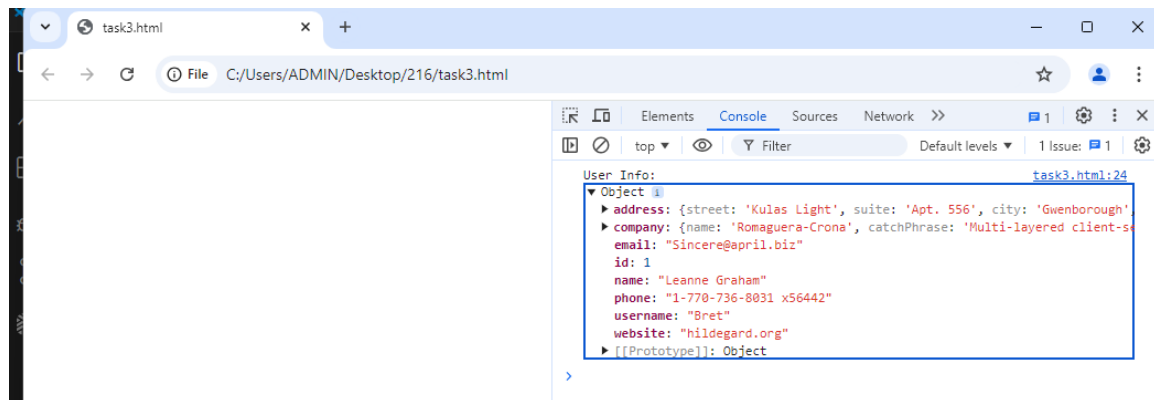 task3.html
File C:/Users/ADMIN/Desktop/216/task3.html
Elements Console Sources Network 1
top Filter Default levels 1 Issue: 1
User Info: task3.html:24
Object i
address: {street: 'Kulas Light', suite: 'Apt. 556', city: 'Gwenborough',
company: {name: 'Romaguera-Crona', catchPhrase: 'Multi-layered client-se
email: "Sincere@april.biz"
id: 1
name: "Leanne Graham"
phone: "1-770-736-8031 x56442"
username: "Bret"
website: "hildegard.org"
[[Prototype]]: Object